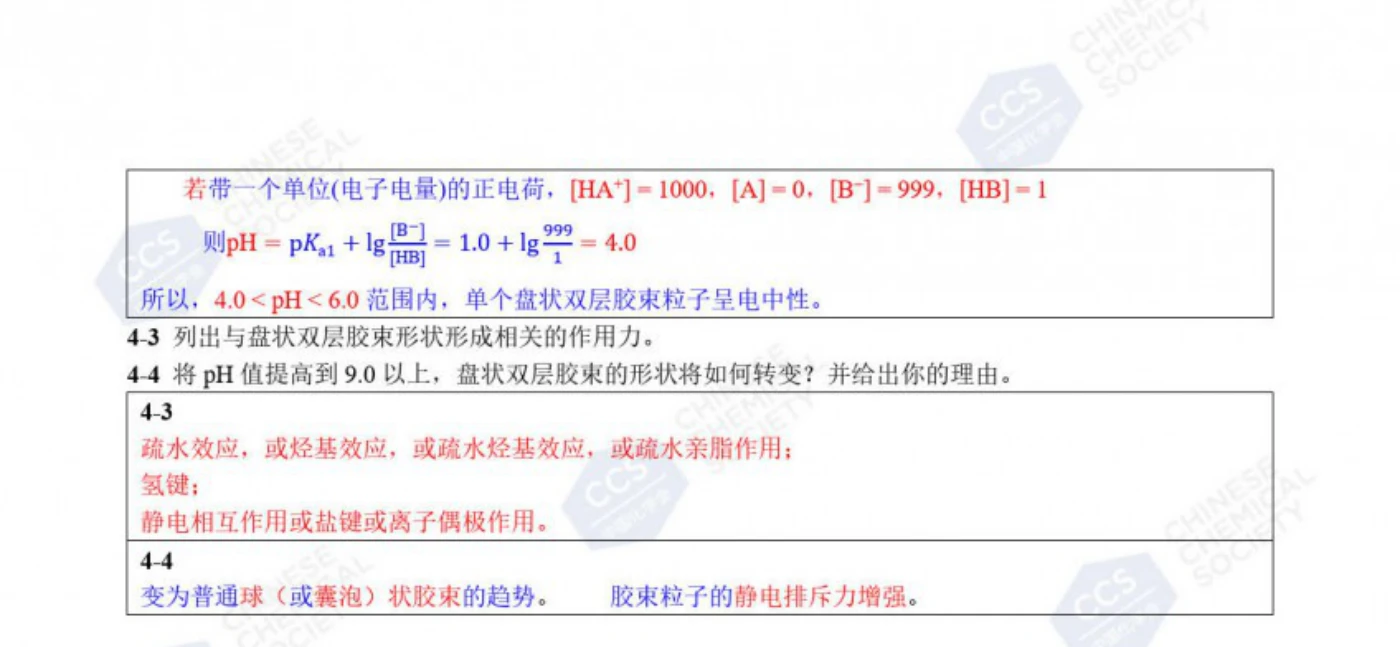 CHINESE
CHEMICAL
SOCIETY
CCS
若带一个单位(电子电量)的正电荷，[HA⁺] = 1000，[A] = 0，[B⁻] = 999，[HB] = 1
则pH = pKa1 + lg [B⁻]/[HB] = 1.0 + lg 999/1 = 4.0
所以，4.0 < pH < 6.0 范围内，单个盘状双层胶束粒子呈电中性。
4-3 列出与盘状双层胶束形状形成相关的作用力。
4-4 将 pH 值提高到 9.0 以上，盘状双层胶束的形状将如何转变？并给出你的理由。
4-3
疏水效应，或烃基效应，或疏水烃基效应，或疏水亲脂作用；
氢键；
静电相互作用或盐键或离子偶极作用。
4-4
变为普通球（或囊泡）状胶束的趋势。 胶束粒子的静电排斥力增强。